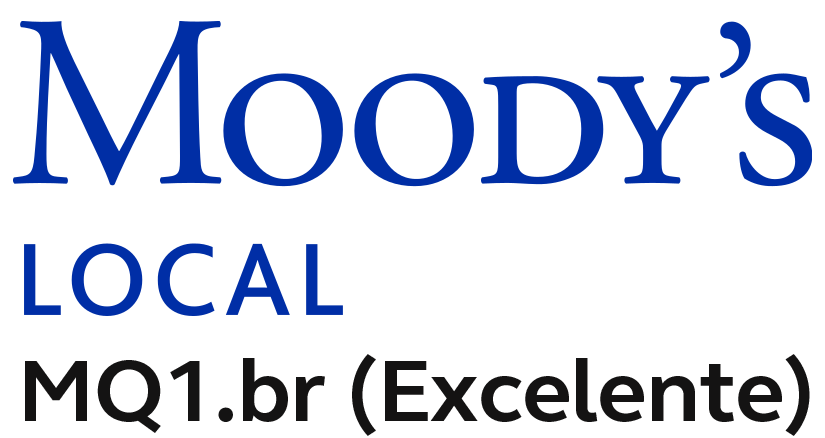 MOODY'S
LOCAL
MQ1.br (Excelente)